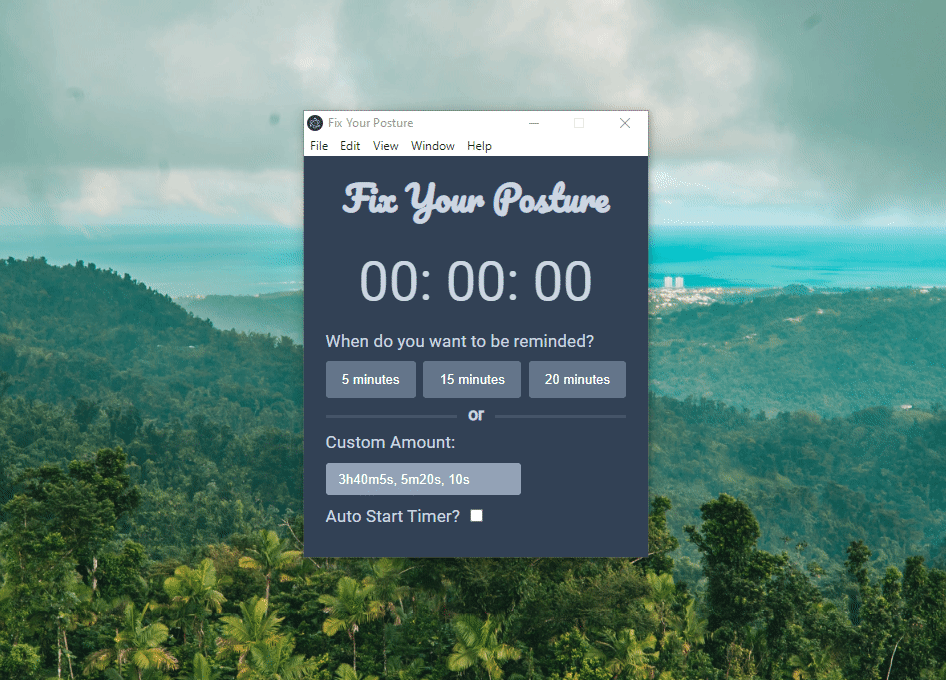 Fix Your Posture
File Edit View Window Help
Fix Your Posture
00: 00: 00
When do you want to be reminded?
5 minutes 15 minutes 20 minutes
or
Custom Amount:
3h40m5s, 5m20s, 10s
Auto Start Timer?